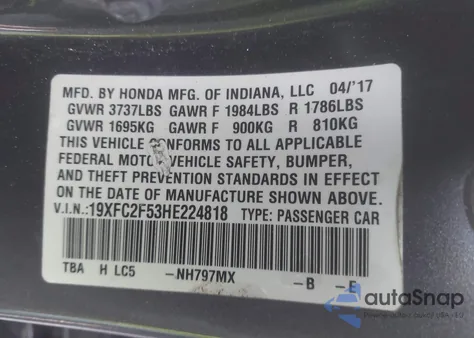 MFD. BY HONDA MFG. OF INDIANA, LLC 04/'17
GVWR 3737LBS GAWR F 1984LBS R 1786LBS
GVWR 1695KG GAWR F 900KG R 810KG
THIS VEHICLE CONFORMS TO ALL APPLICABLE
FEDERAL MOTOR VEHICLE SAFETY, BUMPER,
AND THEFT PREVENTION STANDARDS IN EFFECT
ON THE DATE OF MANUFACTURE SHOWN ABOVE.
V.I.N.:19XFC2F53HE224818 TYPE: PASSENGER CAR
TBA H LC5 -NH797MX -B -E
autoSnap